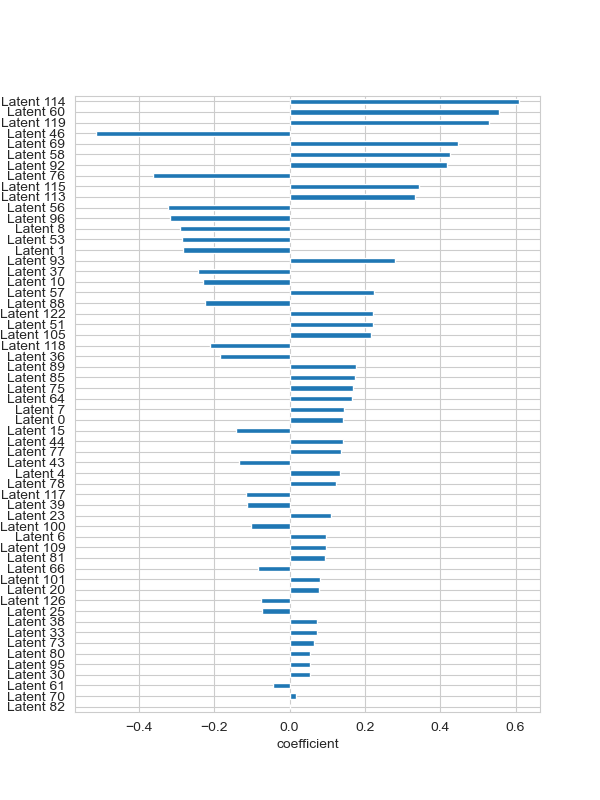 Latent 114
Latent 60
Latent 119
Latent 46
Latent 69
Latent 58
Latent 92
Latent 76
Latent 115
Latent 113
Latent 56
Latent 96
Latent 8
Latent 53
Latent 1
Latent 93
Latent 37
Latent 10
Latent 57
Latent 88
Latent 122
Latent 51
Latent 105
Latent 118
Latent 36
Latent 89
Latent 85
Latent 75
Latent 64
Latent 7
Latent 0
Latent 15
Latent 44
Latent 77
Latent 43
Latent 4
Latent 78
Latent 117
Latent 39
Latent 23
Latent 100
Latent 6
Latent 109
Latent 81
Latent 66
Latent 101
Latent 20
Latent 126
Latent 25
Latent 38
Latent 33
Latent 73
Latent 80
Latent 95
Latent 30
Latent 61
Latent 70
Latent 82
−0.4 −0.2 0.0 0.2 0.4 0.6
coefficient